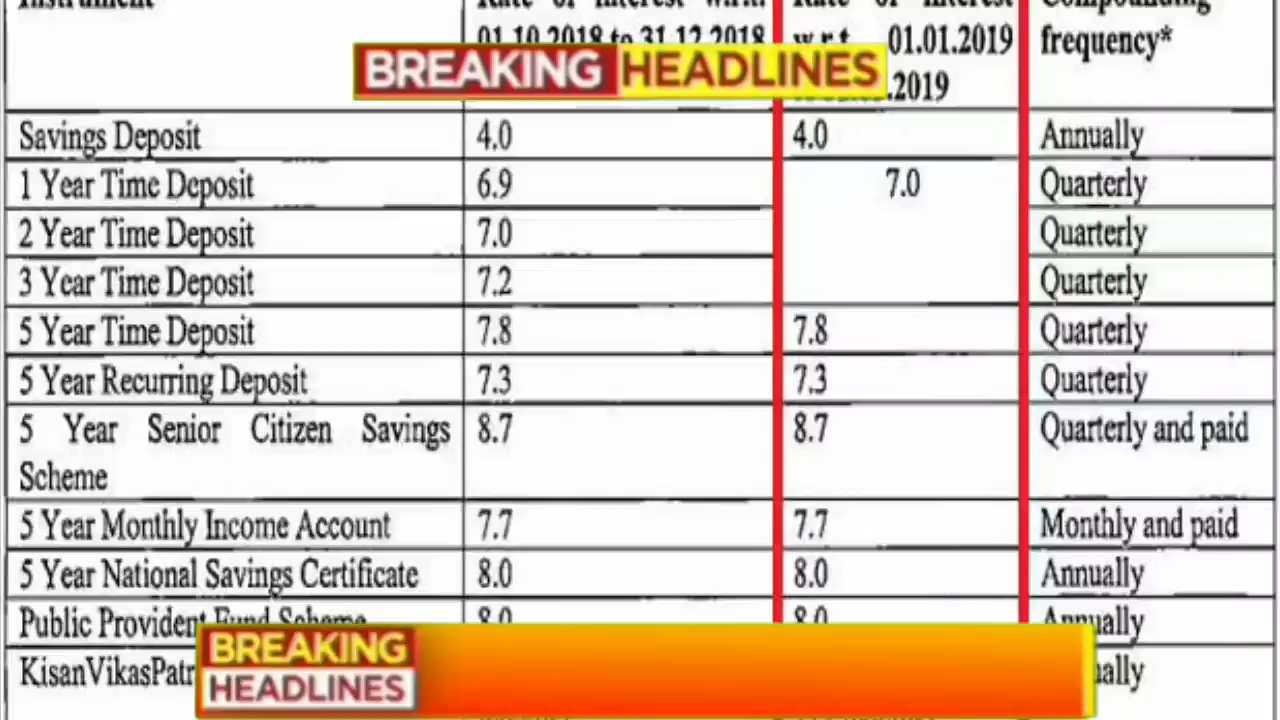 Instrument Rate of interest w.r.t. Rate of interest Compounding
01.10.2018 to 31.12.2018 w.r.t. 01.01.2019 frequency*
BREAKING HEADLINES
.2019
Savings Deposit 4.0 4.0 Annually
1 Year Time Deposit 6.9 7.0 Quarterly
2 Year Time Deposit 7.0 Quarterly
3 Year Time Deposit 7.2 Quarterly
5 Year Time Deposit 7.8 7.8 Quarterly
5 Year Recurring Deposit 7.3 7.3 Quarterly
5 Year Senior Citizen Savings 8.7 8.7 Quarterly and paid
Scheme
5 Year Monthly Income Account 7.7 7.7 Monthly and paid
5 Year National Savings Certificate 8.0 8.0 Annually
Public Provident Fund Scheme 8.0 8.0 Annually
KisanVikasPatr ually
BREAKING
HEADLINES